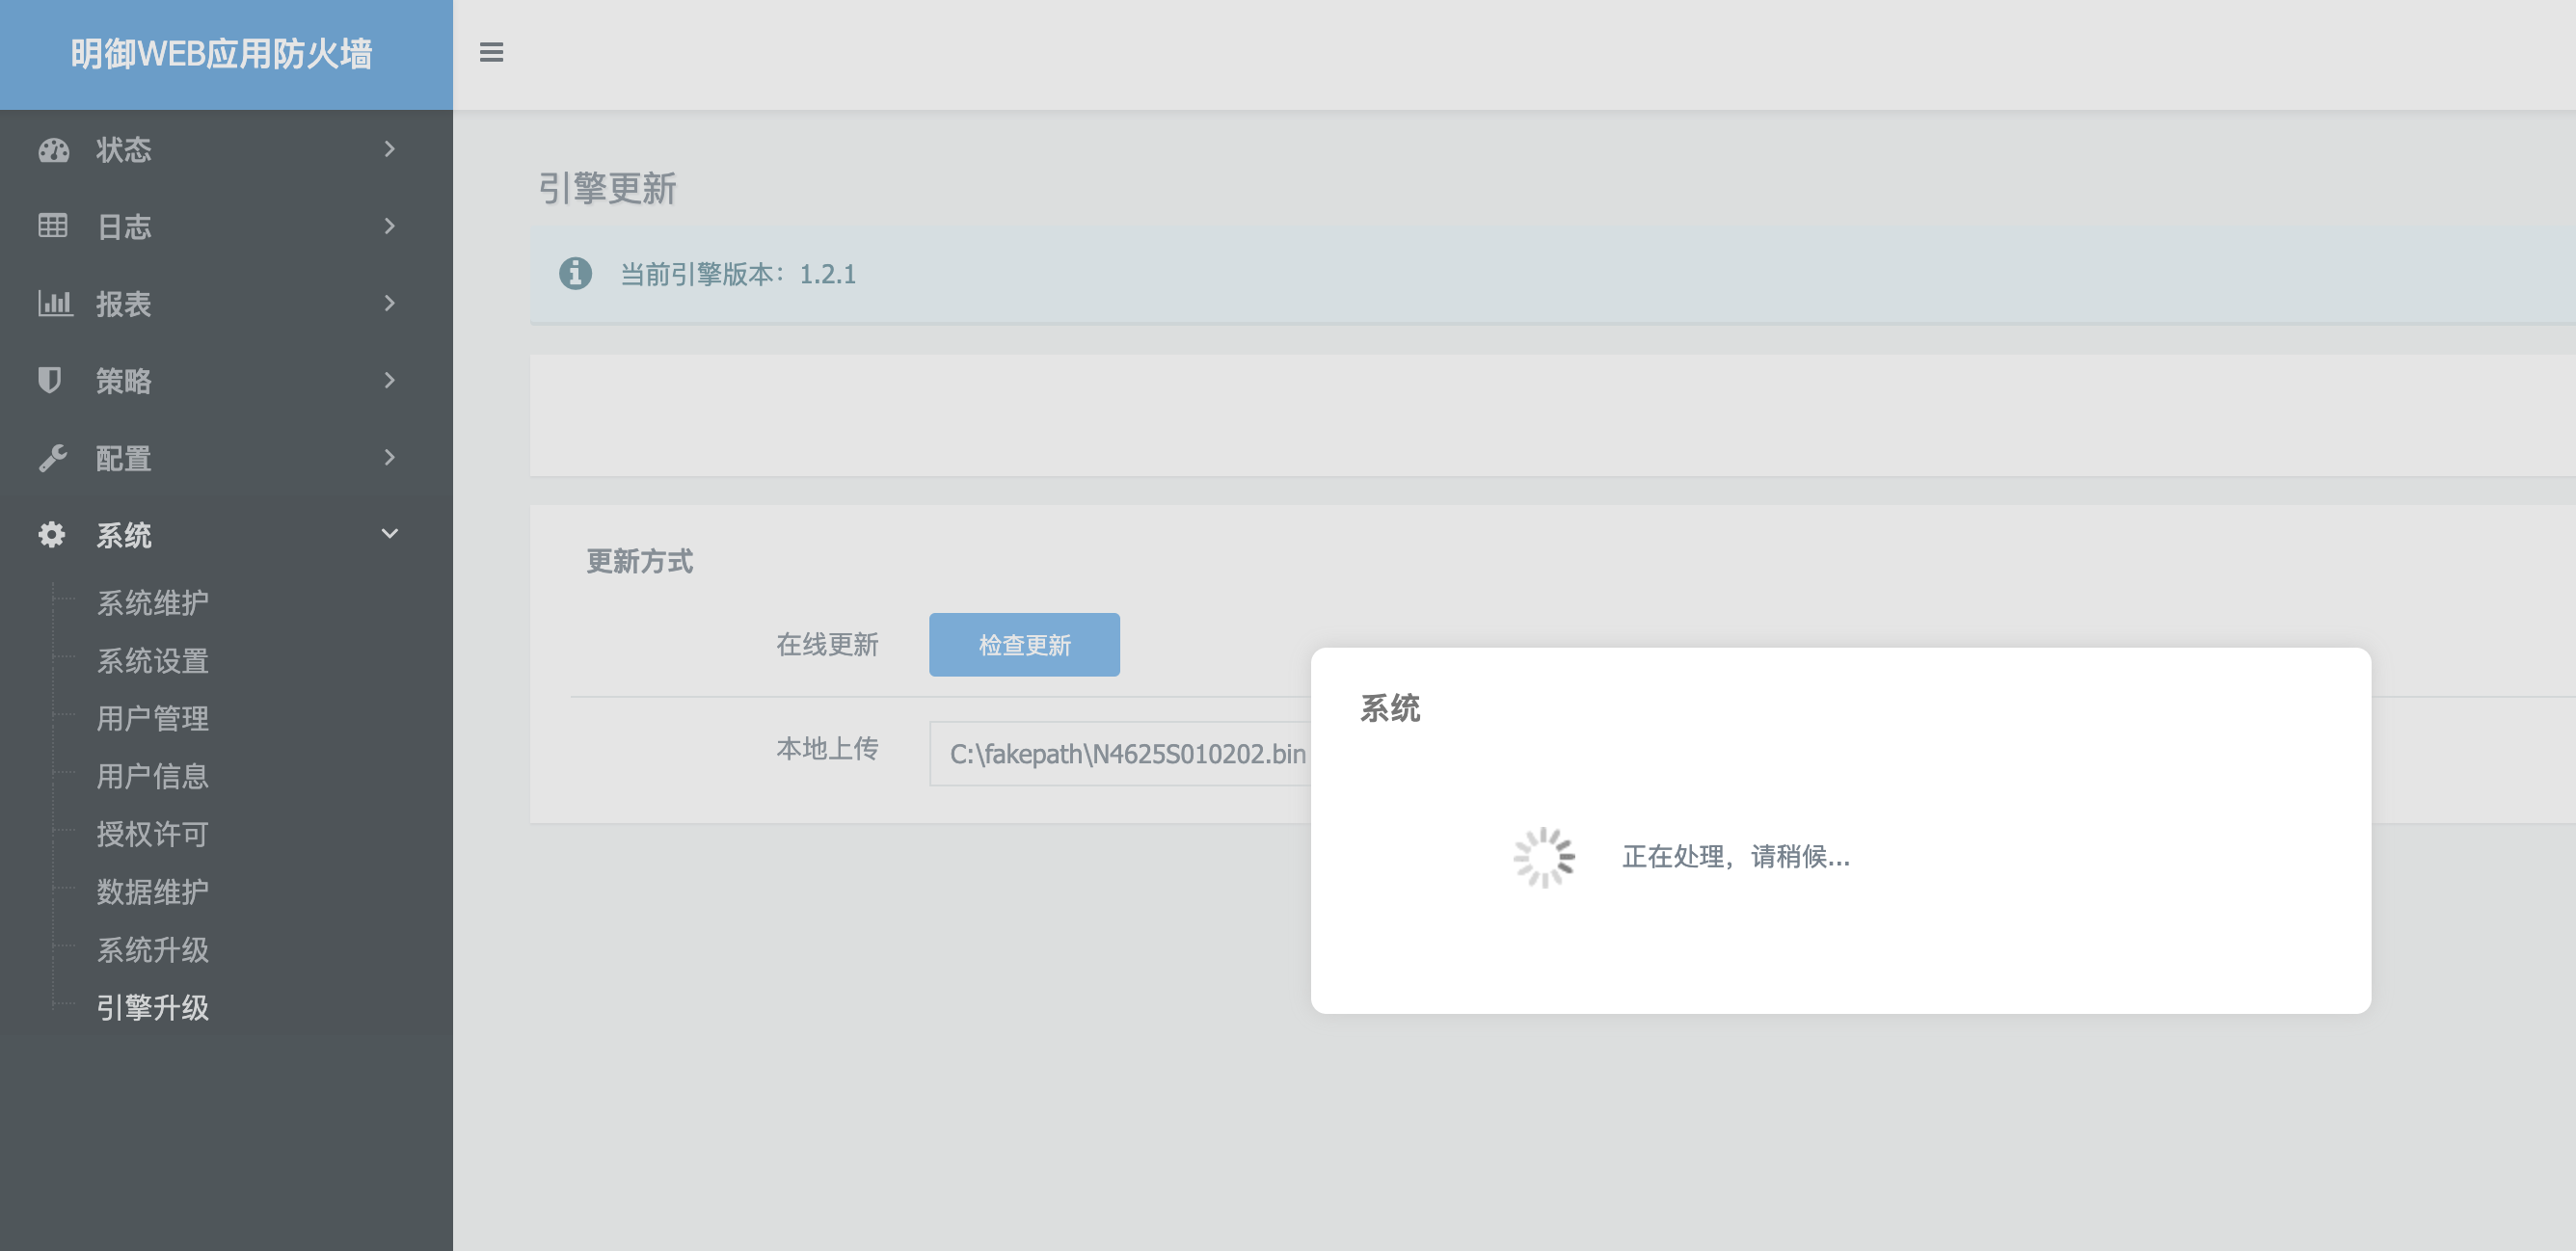 明御WEB应用防火墙
状态
日志
报表
策略
配置
系统
系统维护
系统设置
用户管理
用户信息
授权许可
数据维护
系统升级
引擎升级
引擎更新
当前引擎版本：1.2.1
更新方式
在线更新
检查更新
本地上传
C:\fakepath\N4625S010202.bin
系统
正在处理，请稍候...